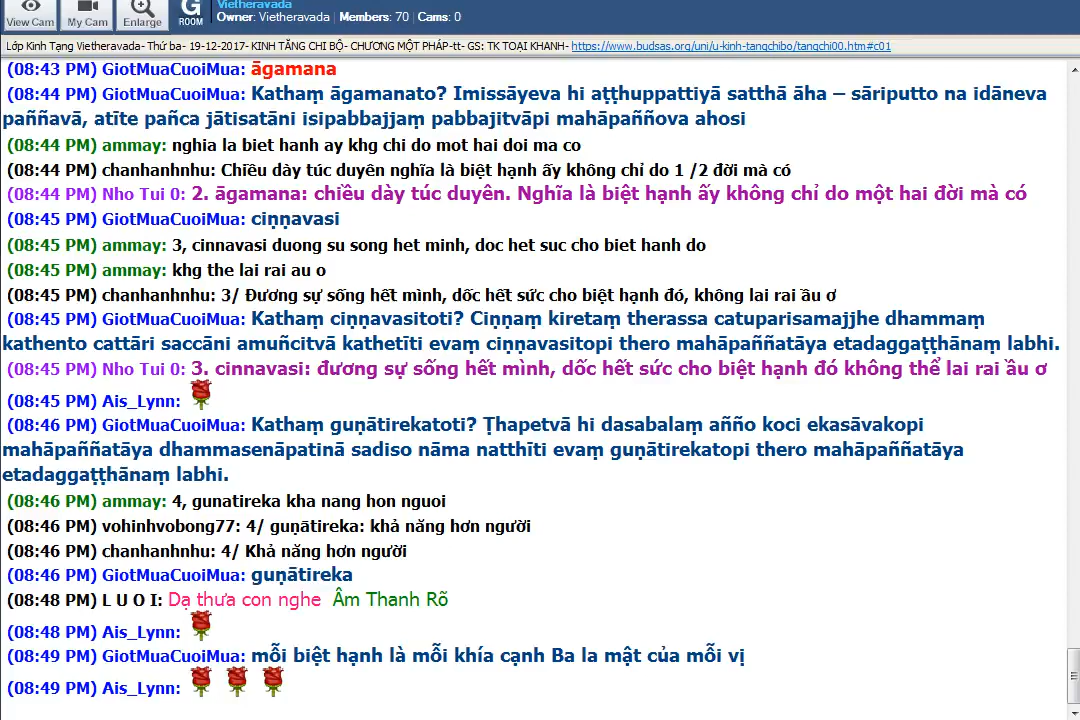 Vietheravada
View Cam My Cam Enlarge G ROOM Owner: Vietheravada | Members: 70 | Cams: 0
Lớp Kinh Tạng Vietheravada- Thứ ba- 19-12-2017- KINH TĂNG CHI BỘ- CHƯƠNG MỘT PHÁP-tt- GS: TK TOẠI KHANH- https://www.budsas.org/uni/u-kinh-tangchibo/tangchi00.htm#c01
(08:43 PM) GiotMuaCuoiMua: āgamana
(08:44 PM) GiotMuaCuoiMua: Kathaṃ āgamanato? Imissāyeva hi aṭṭhuppattiyā satthā āha – sāriputto na idāneva
paññavā, atīte pañca jātisatāni isipabbajjaṃ pabbajitvāpi mahāpaññova ahosi
(08:44 PM) ammay: nghia la biet hanh ay khg chi do mot hai doi ma co
(08:44 PM) chanhanhnhu: Chiều dày túc duyên nghĩa là biệt hạnh ấy không chỉ do 1 /2 đời mà có
(08:44 PM) Nho Tui 0: 2. āgamana: chiều dày túc duyên. Nghĩa là biệt hạnh ấy không chỉ do một hai đời mà có
(08:45 PM) GiotMuaCuoiMua: ciṇṇavasi
(08:45 PM) ammay: 3, cinnavasi duong su song het minh, doc het suc cho biet hanh do
(08:45 PM) ammay: khg the lai rai au o
(08:45 PM) chanhanhnhu: 3/ Đương sự sống hết mình, dốc hết sức cho biệt hạnh đó, không lai rai ầu ơ
(08:45 PM) GiotMuaCuoiMua: Kathaṃ ciṇṇavasitoti? Ciṇṇaṃ kiretaṃ therassa catuparisamajjhe dhammaṃ
kathento cattāri saccāni amuñcitvā kathetīti evaṃ ciṇṇavasitopi thero mahāpaññatāya etadaggaṭṭhānaṃ labhi.
(08:45 PM) Nho Tui 0: 3. cinnavasi: đương sự sống hết mình, dốc hết sức cho biệt hạnh đó không thể lai rai ầu ơ
(08:45 PM) Ais_Lynn:
(08:46 PM) GiotMuaCuoiMua: Kathaṃ guṇātirekatoti? Ṭhapetvā hi dasabalaṃ añño koci ekasāvakopi
mahāpaññatāya dhammasenāpatinā sadiso nāma natthīti evaṃ guṇātirekatopi thero mahāpaññatāya
etadaggaṭṭhānaṃ labhi.
(08:46 PM) ammay: 4, gunatireka kha nang hon nguoi
(08:46 PM) vohinhvobong77: 4/ guṇātireka: khả năng hơn người
(08:46 PM) chanhanhnhu: 4/ Khả năng hơn người
(08:46 PM) GiotMuaCuoiMua: guṇātireka
(08:48 PM) L U O I: Dạ thưa con nghe Âm Thanh Rõ
(08:48 PM) Ais_Lynn:
(08:49 PM) GiotMuaCuoiMua: mỗi biệt hạnh là mỗi khía cạnh Ba la mật của mỗi vị
(08:49 PM) Ais_Lynn: